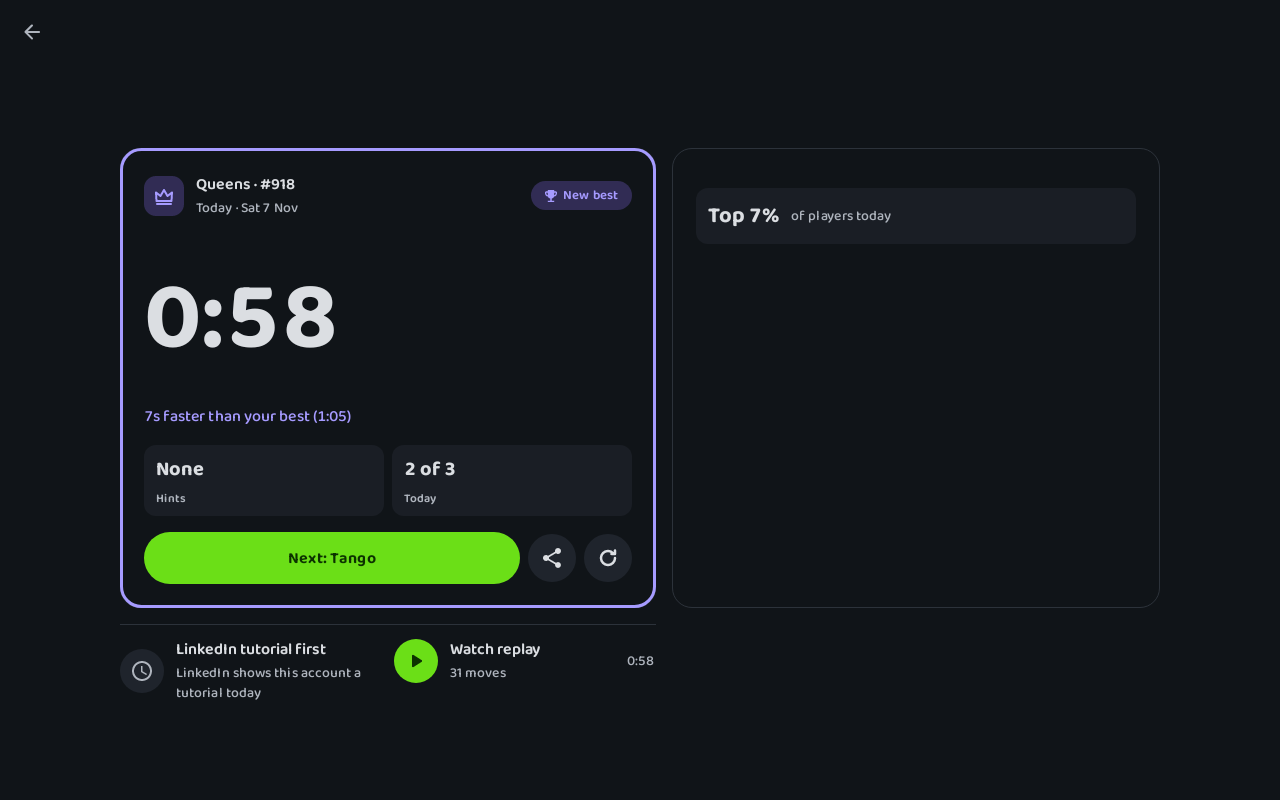 Queens · #918
Today · Sat 7 Nov
New best
0:58
7s faster than your best (1:05)
None
Hints
2 of 3
Today
Next: Tango
Top 7% of players today
LinkedIn tutorial first
LinkedIn shows this account a
tutorial today
Watch replay
31 moves
0:58